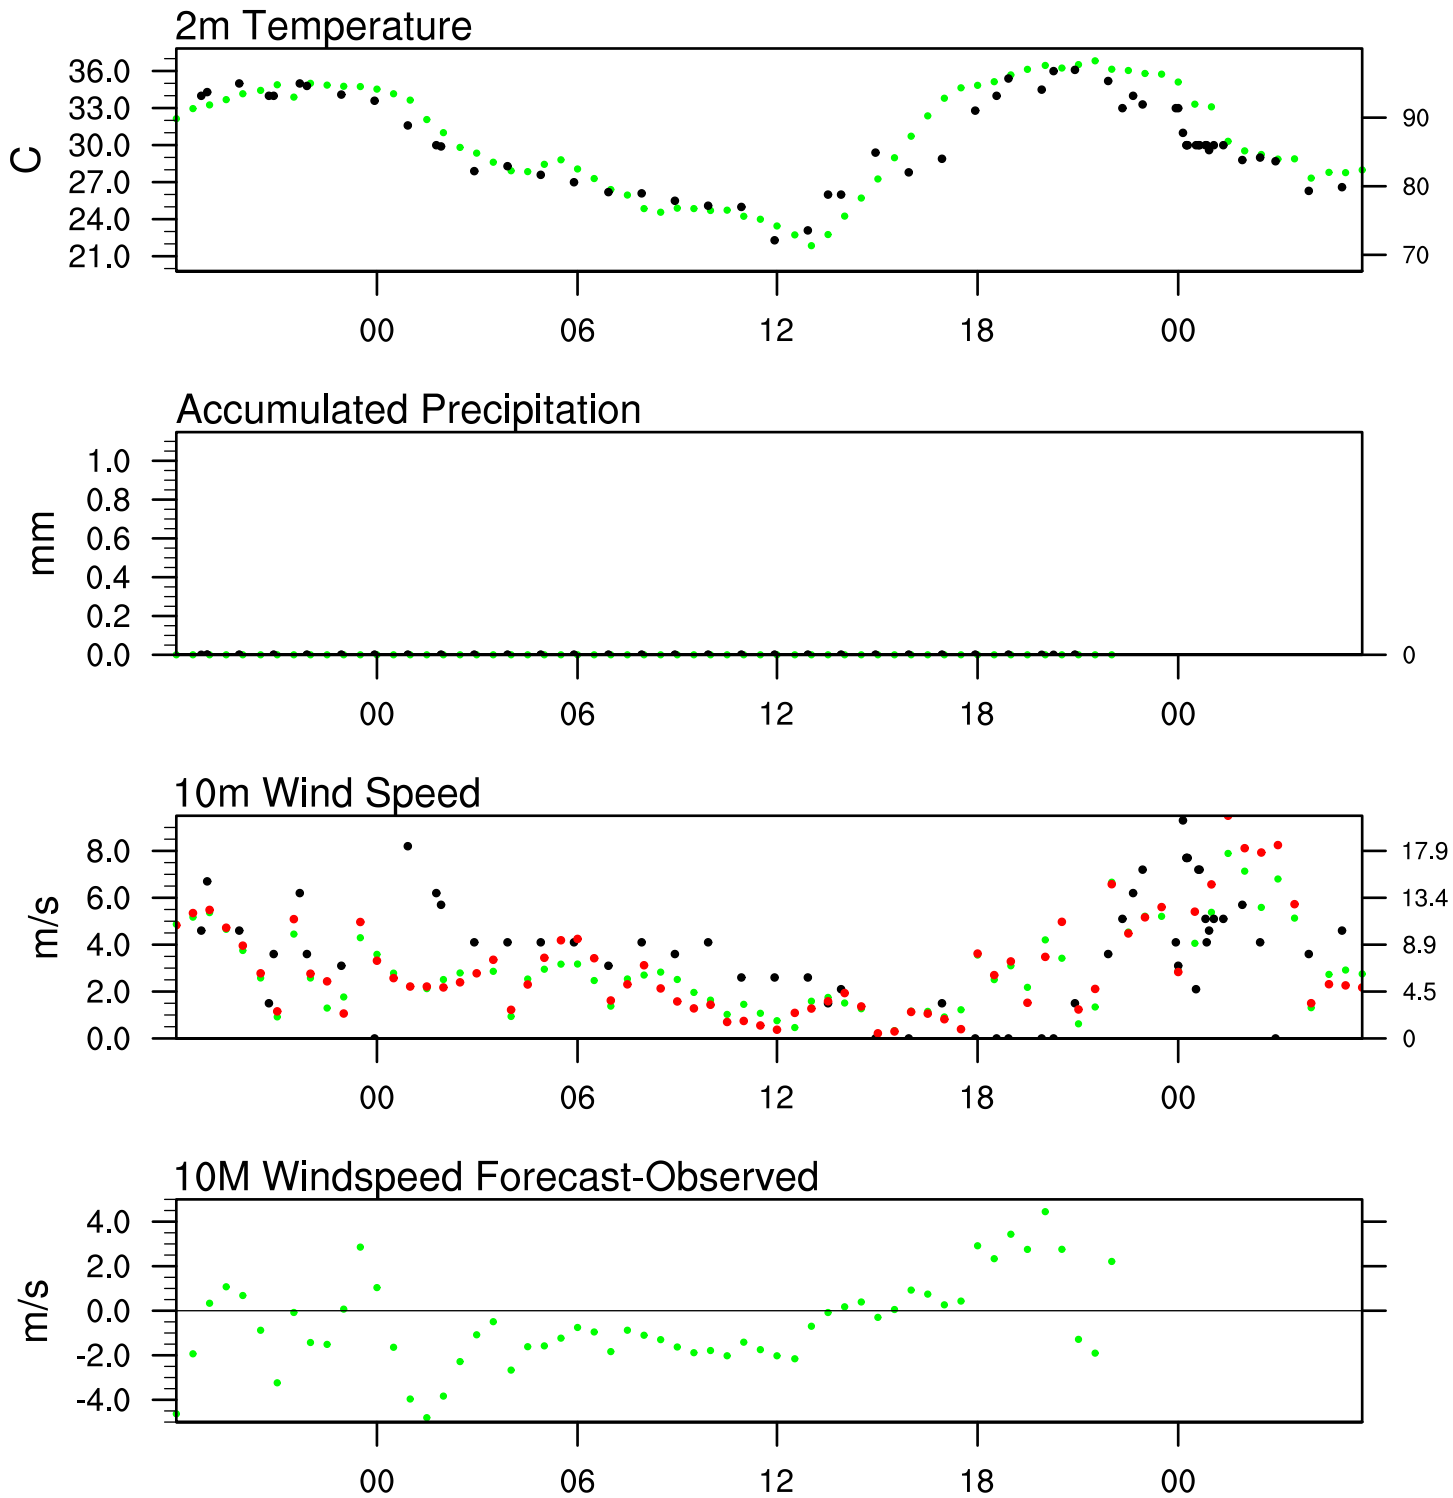 2m Temperature
36.0
33.0
30.0
27.0
24.0
21.0
C
90
80
70
00 06 12 18 00
Accumulated Precipitation
1.0
0.8
0.6
0.4
0.2
0.0
mm
0
00 06 12 18 00
10m Wind Speed
8.0
6.0
4.0
2.0
0.0
m/s
17.9
13.4
8.9
4.5
0
00 06 12 18 00
10M Windspeed Forecast-Observed
4.0
2.0
0.0
-2.0
-4.0
m/s
00 06 12 18 00